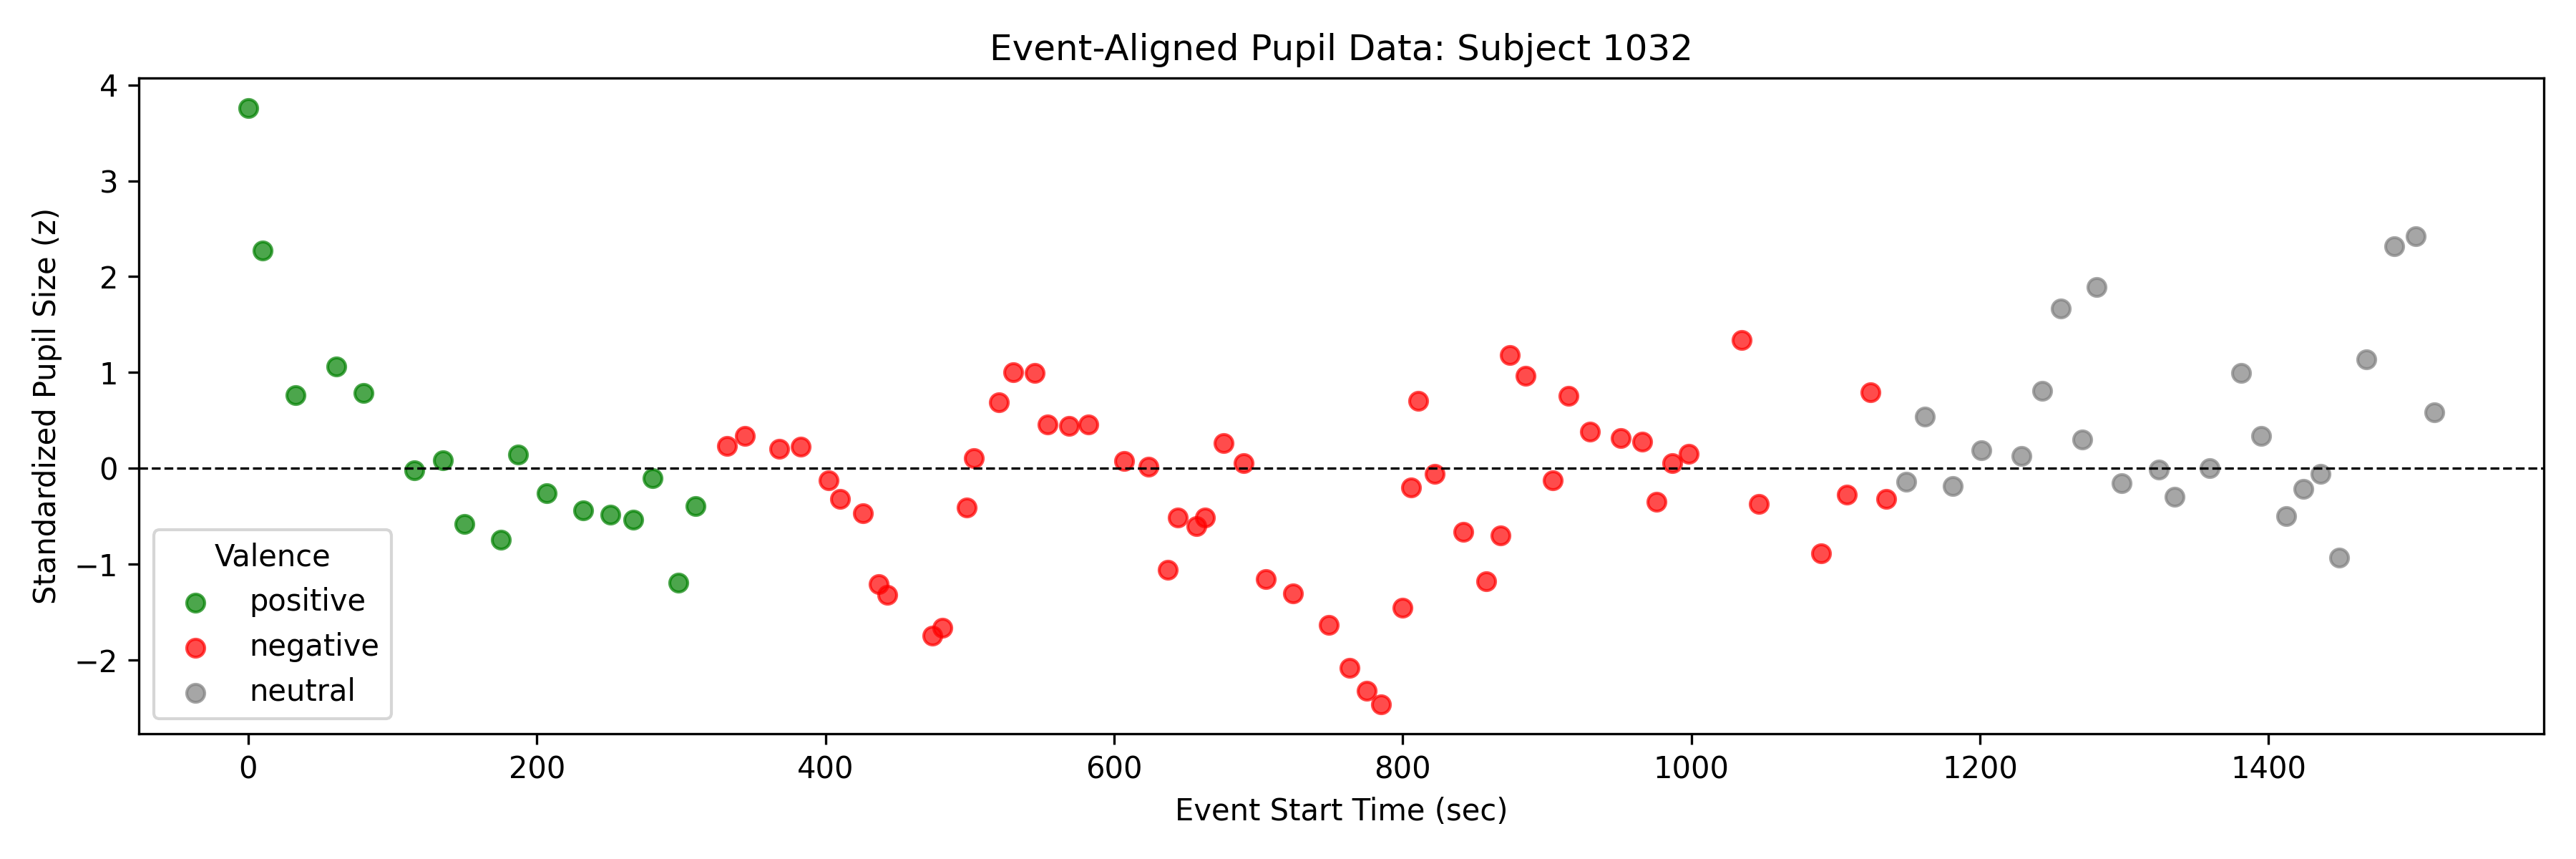 Event-Aligned Pupil Data: Subject 1032
Standardized Pupil Size (z)
4
3
2
1
0
−1
−2
Valence
positive
negative
neutral
0 200 400 600 800 1000 1200 1400
Event Start Time (sec)